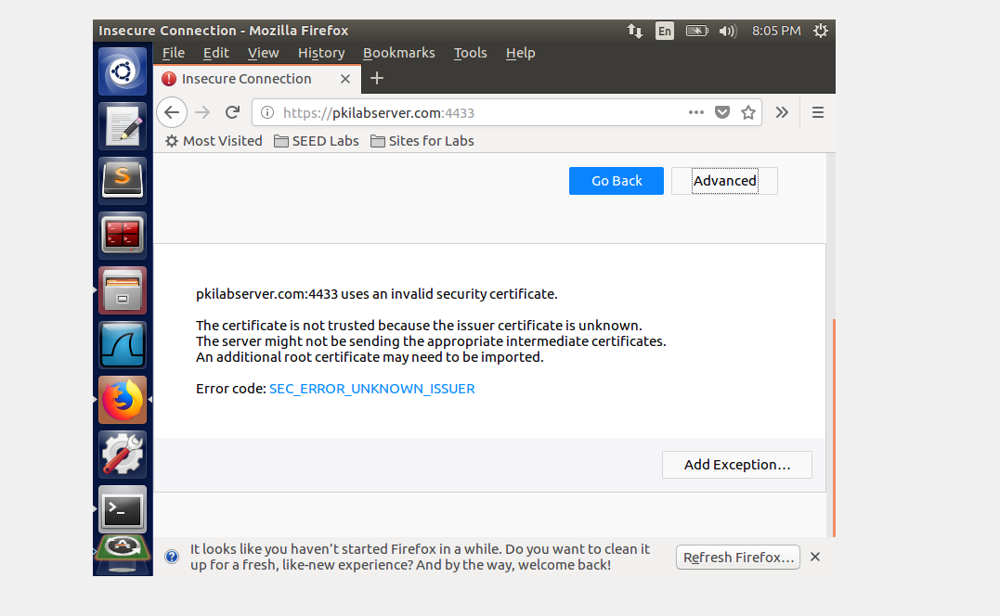 Insecure Connection - Mozilla Firefox
En
8:05 PM
File Edit View History Bookmarks Tools Help
Insecure Connection
https://pkilabserver.com:4433
Most Visited SEED Labs Sites for Labs
Go Back Advanced
pkilabserver.com:4433 uses an invalid security certificate.
The certificate is not trusted because the issuer certificate is unknown.
The server might not be sending the appropriate intermediate certificates.
An additional root certificate may need to be imported.
Error code: SEC_ERROR_UNKNOWN_ISSUER
Add Exception…
It looks like you haven’t started Firefox in a while. Do you want to clean it
up for a fresh, like-new experience? And by the way, welcome back!
Refresh Firefox…